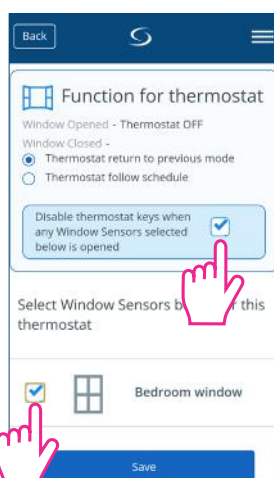 Back
Function for thermostat
Window Opened - Thermostat OFF
Window Closed -
Thermostat return to previous mode
Thermostat follow schedule
Disable thermostat keys when
any Window Sensors selected
below is opened
Select Window Sensors this
thermostat
Bedroom window
Save